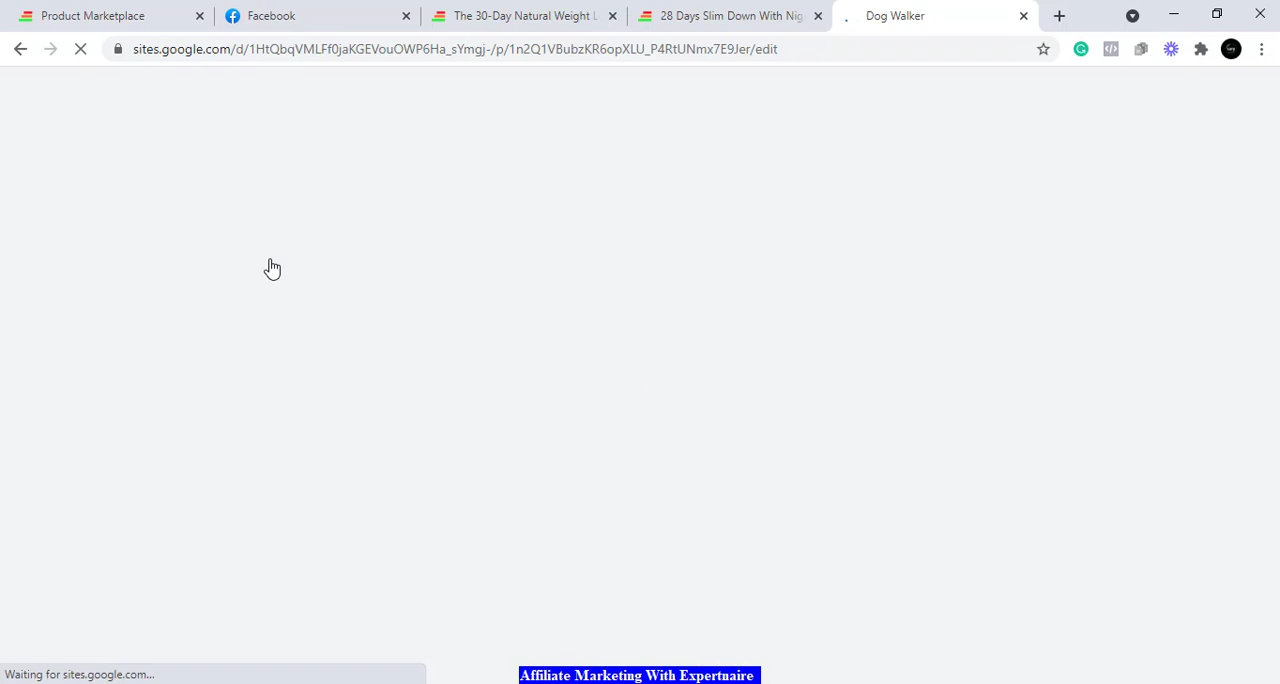 Product Marketplace
Facebook
The 30-Day Natural Weight L
28 Days Slim Down With Nig
Dog Walker
sites.google.com/d/1HtQbqVMLFf0jaKGEVouOWP6Ha_sYmgj-/p/1n2Q1VBubzKR6opXLU_P4RtUNmx7E9Jer/edit
Waiting for sites.google.com...
Affiliate Marketing With Expertnaire